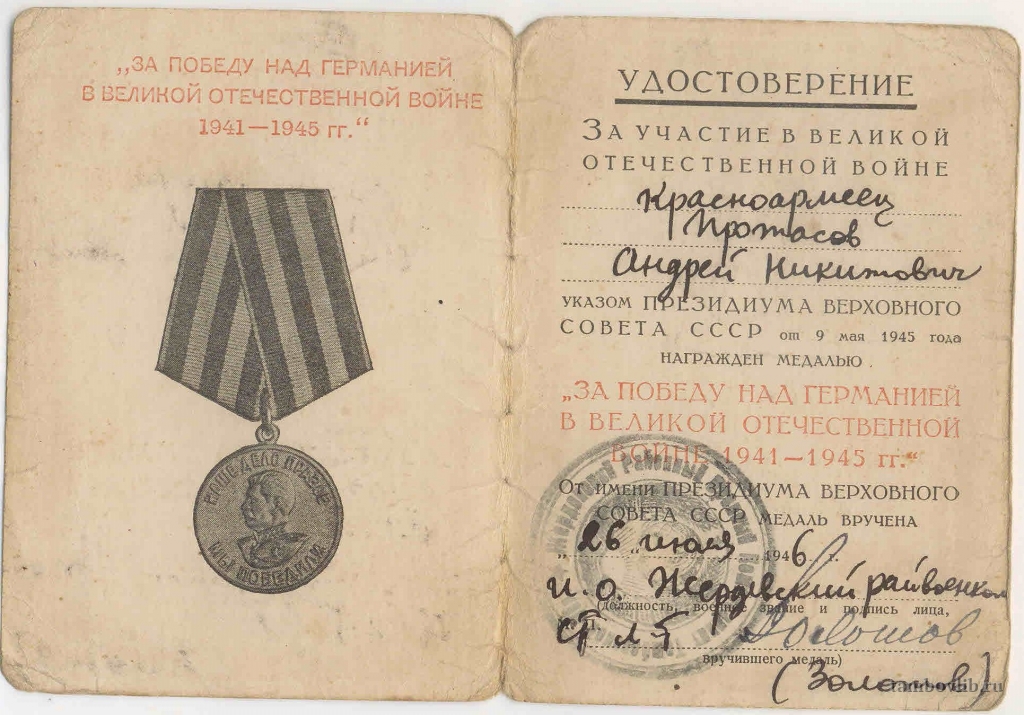 „ЗА ПОБЕДУ НАД ГЕРМАНИЕЙ
В ВЕЛИКОЙ ОТЕЧЕСТВЕННОЙ ВОЙНЕ
1941—1945 гг.“
НАШЕ ДЕЛО ПРАВОЕ
МЫ ПОБЕДИЛИ
УДОСТОВЕРЕНИЕ
ЗА УЧАСТИЕ В ВЕЛИКОЙ
ОТЕЧЕСТВЕННОЙ ВОЙНЕ
Красноармеец
Протасов
Андрей Никитович
УКАЗОМ ПРЕЗИДИУМА ВЕРХОВНОГО
СОВЕТА СССР от 9 мая 1945 года
НАГРАЖДЕН МЕДАЛЬЮ
„ЗА ПОБЕДУ НАД ГЕРМАНИЕЙ
В ВЕЛИКОЙ ОТЕЧЕСТВЕННОЙ
ВОЙНЕ 1941—1945 гг.“
ОТ ИМЕНИ ПРЕЗИДИУМА ВЕРХОВНОГО
СОВЕТА СССР МЕДАЛЬ ВРУЧЕНА
„26“ июля 1946 г.
и.о. Жердевский райвоенком
(должность, военное звание и подпись лица,
ст л-т
вручившего медаль)
tambovlib.ru